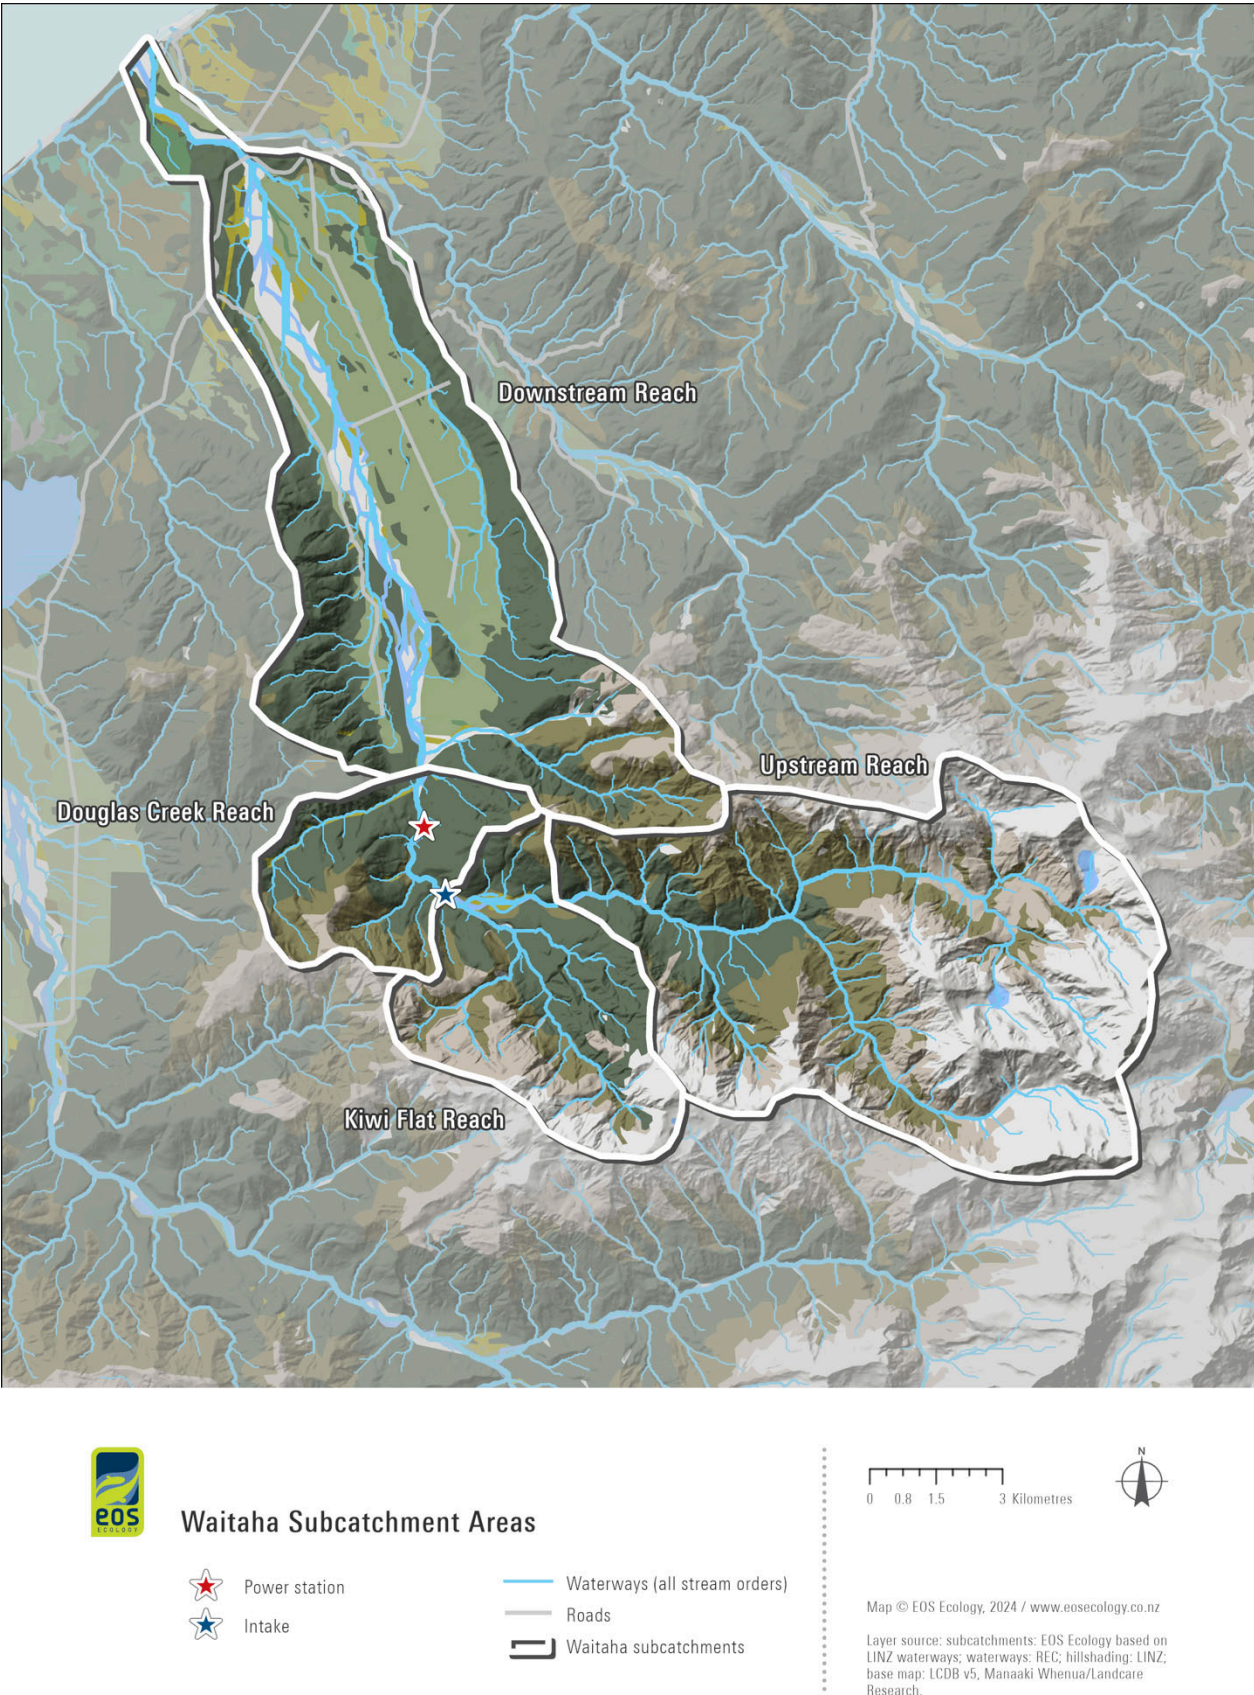 Downstream Reach
Upstream Reach
Douglas Creek Reach
Kiwi Flat Reach
eos
ECOLOGY
Waitaha Subcatchment Areas
Power station
Intake
Waterways (all stream orders)
Roads
Waitaha subcatchments
0 0.8 1.5 3 Kilometres
N
Map © EOS Ecology, 2024 / www.eosecology.co.nz
Layer source: subcatchments: EOS Ecology based on
LINZ waterways; waterways: REC; hillshading: LINZ;
base map: LCDB v5, Manaaki Whenua/Landcare
Research.